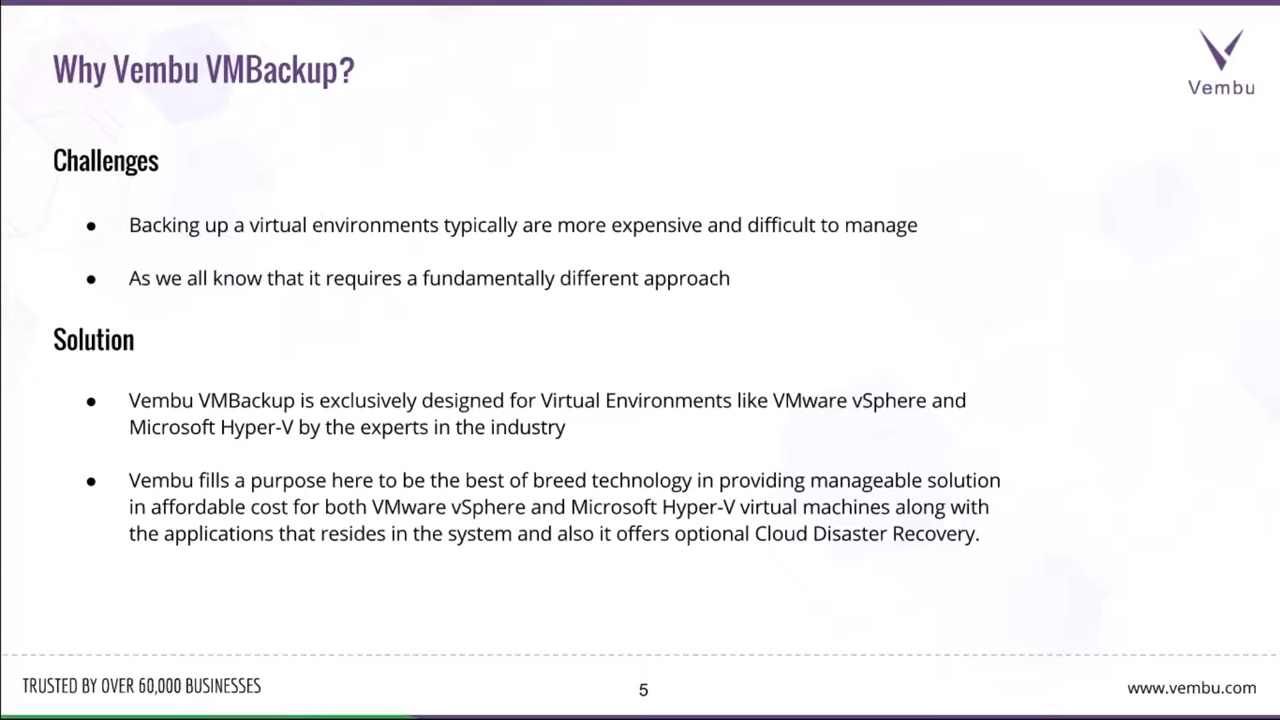 Why Vembu VMBackup?
Vembu
Challenges
● Backing up a virtual environments typically are more expensive and difficult to manage
● As we all know that it requires a fundamentally different approach
Solution
● Vembu VMBackup is exclusively designed for Virtual Environments like VMware vSphere and
Microsoft Hyper-V by the experts in the industry
● Vembu fills a purpose here to be the best of breed technology in providing manageable solution
in affordable cost for both VMware vSphere and Microsoft Hyper-V virtual machines along with
the applications that resides in the system and also it offers optional Cloud Disaster Recovery.
TRUSTED BY OVER 60,000 BUSINESSES
5
www.vembu.com